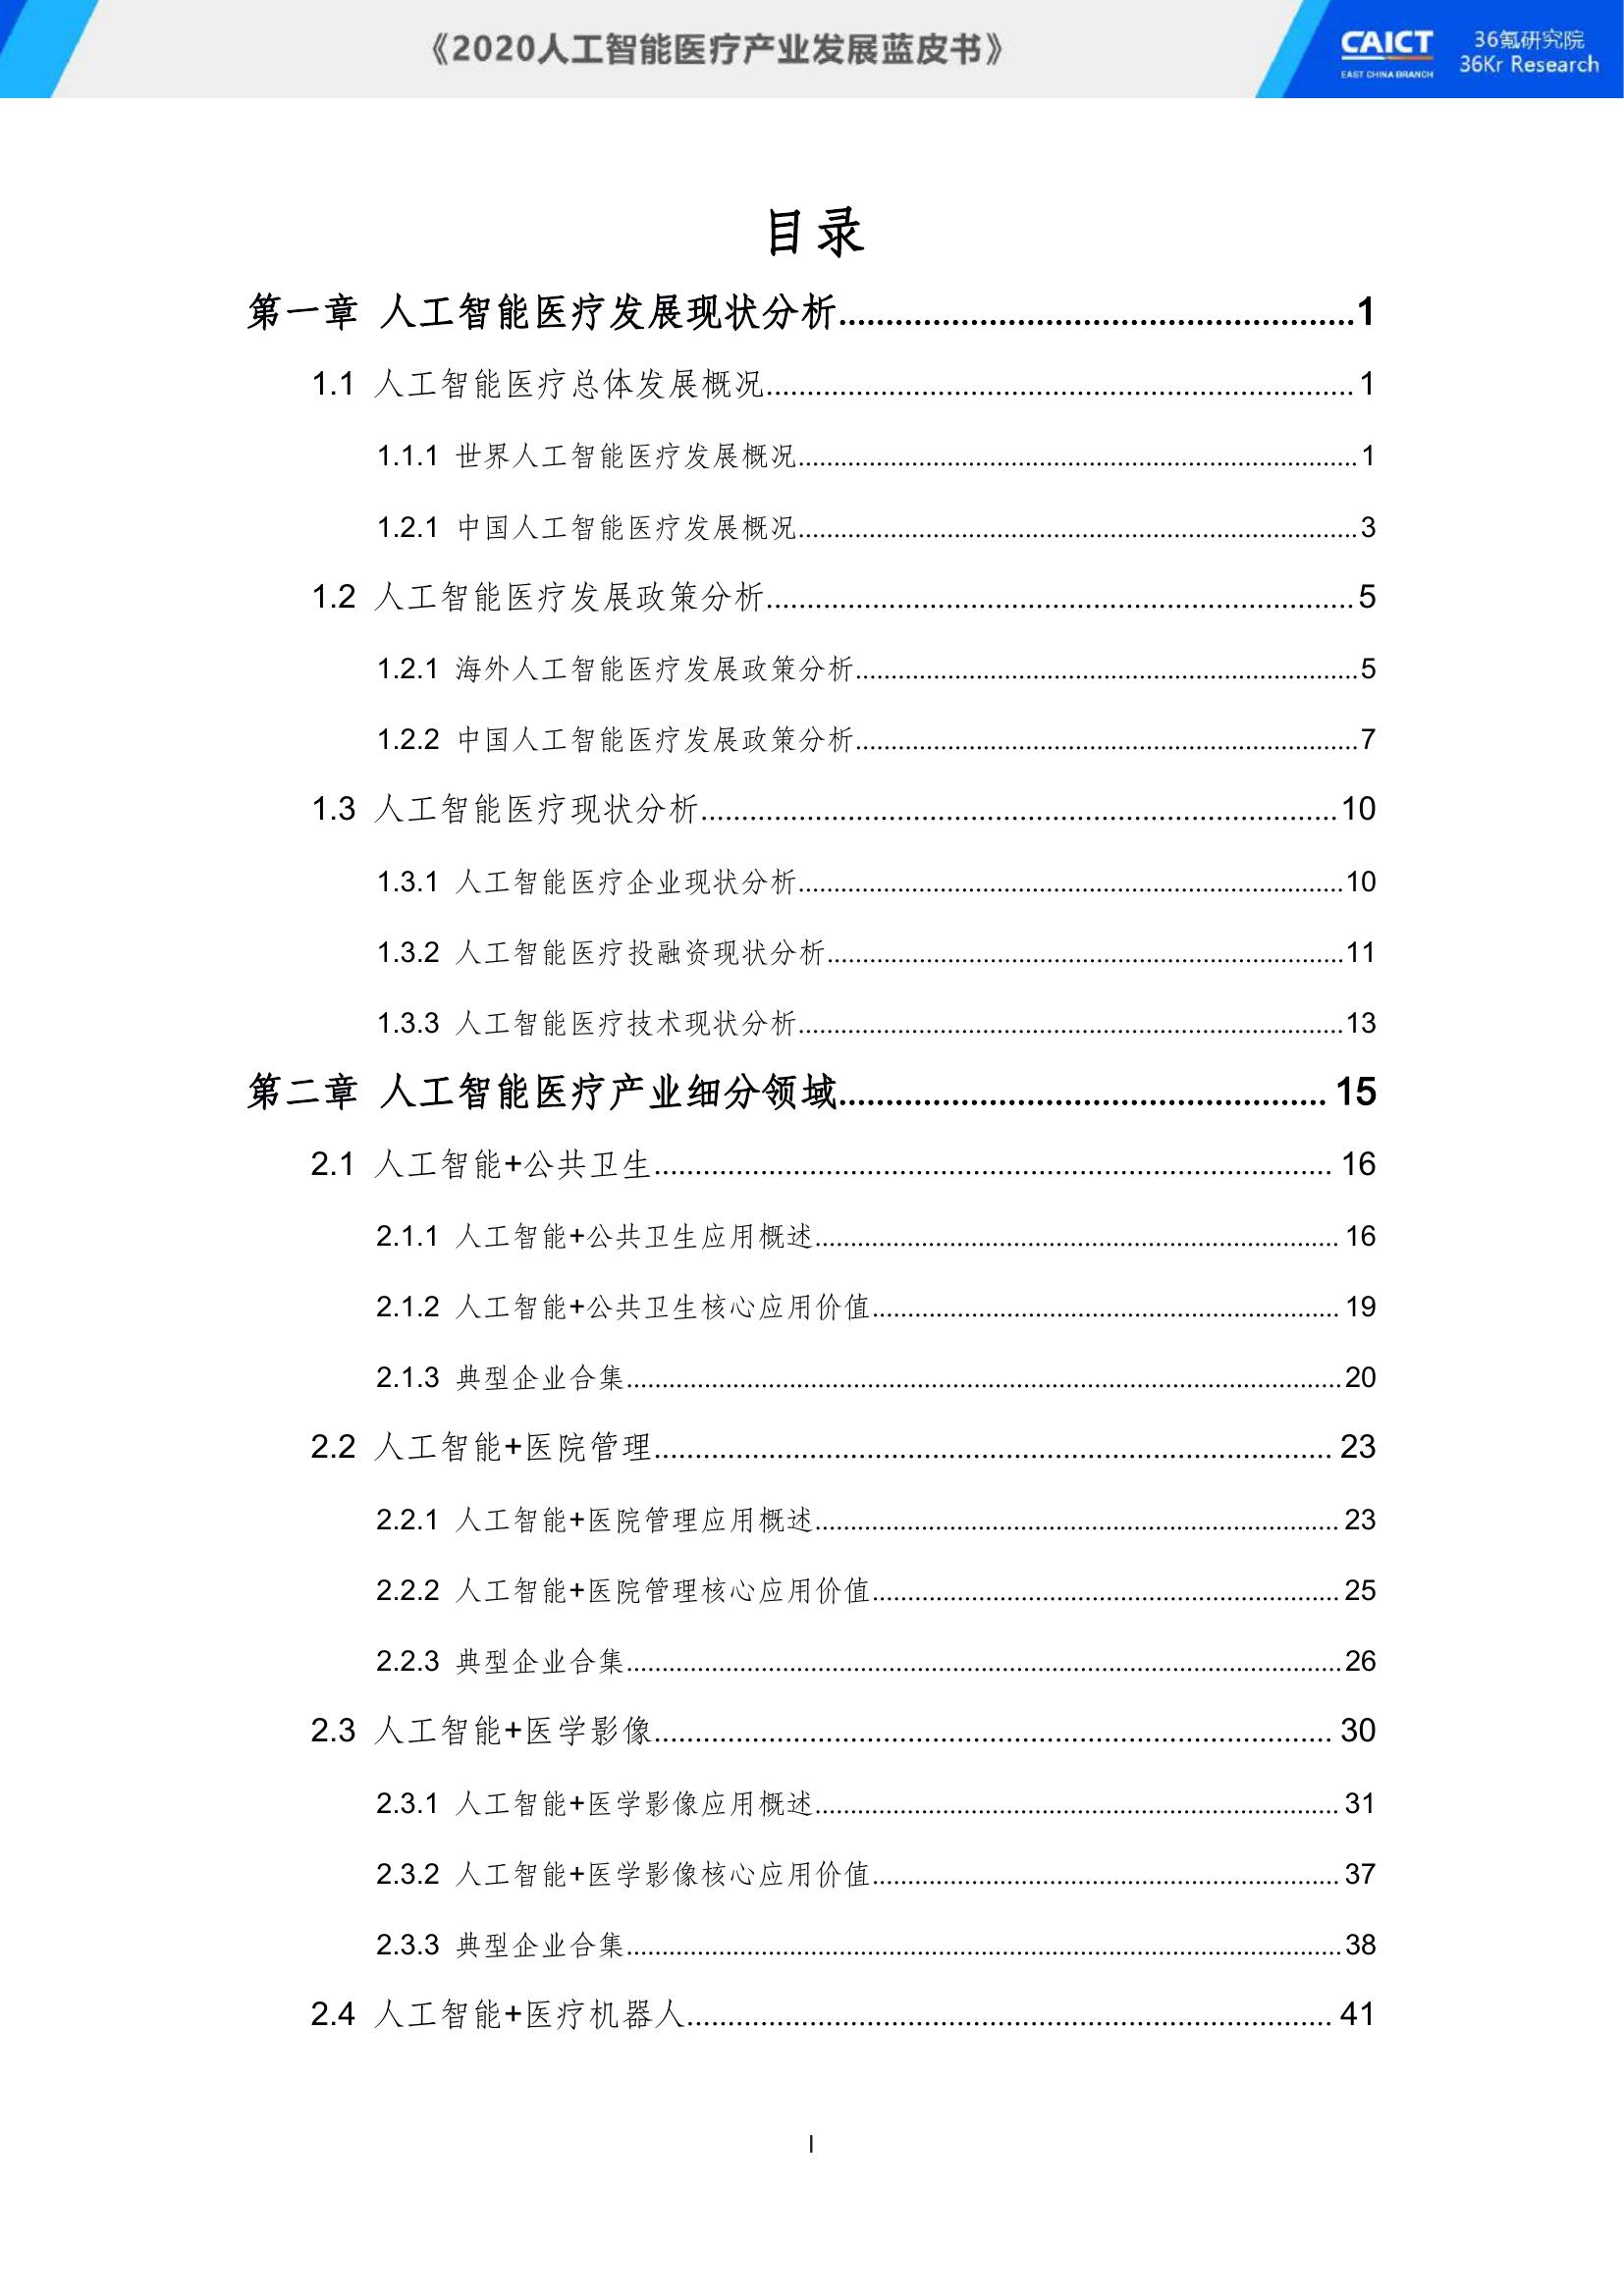 《2020人工智能医疗产业发展蓝皮书》
CAICT
EAST CHINA BRANCH
36氪研究院
36Kr Research
目录
第一章 人工智能医疗发展现状分析 1
1.1 人工智能医疗总体发展概况 1
1.1.1 世界人工智能医疗发展概况 1
1.2.1 中国人工智能医疗发展概况 3
1.2 人工智能医疗发展政策分析 5
1.2.1 海外人工智能医疗发展政策分析 5
1.2.2 中国人工智能医疗发展政策分析 7
1.3 人工智能医疗现状分析 10
1.3.1 人工智能医疗企业现状分析 10
1.3.2 人工智能医疗投融资现状分析 11
1.3.3 人工智能医疗技术现状分析 13
第二章 人工智能医疗产业细分领域 15
2.1 人工智能+公共卫生 16
2.1.1 人工智能+公共卫生应用概述 16
2.1.2 人工智能+公共卫生核心应用价值 19
2.1.3 典型企业合集 20
2.2 人工智能+医院管理 23
2.2.1 人工智能+医院管理应用概述 23
2.2.2 人工智能+医院管理核心应用价值 25
2.2.3 典型企业合集 26
2.3 人工智能+医学影像 30
2.3.1 人工智能+医学影像应用概述 31
2.3.2 人工智能+医学影像核心应用价值 37
2.3.3 典型企业合集 38
2.4 人工智能+医疗机器人 41
I